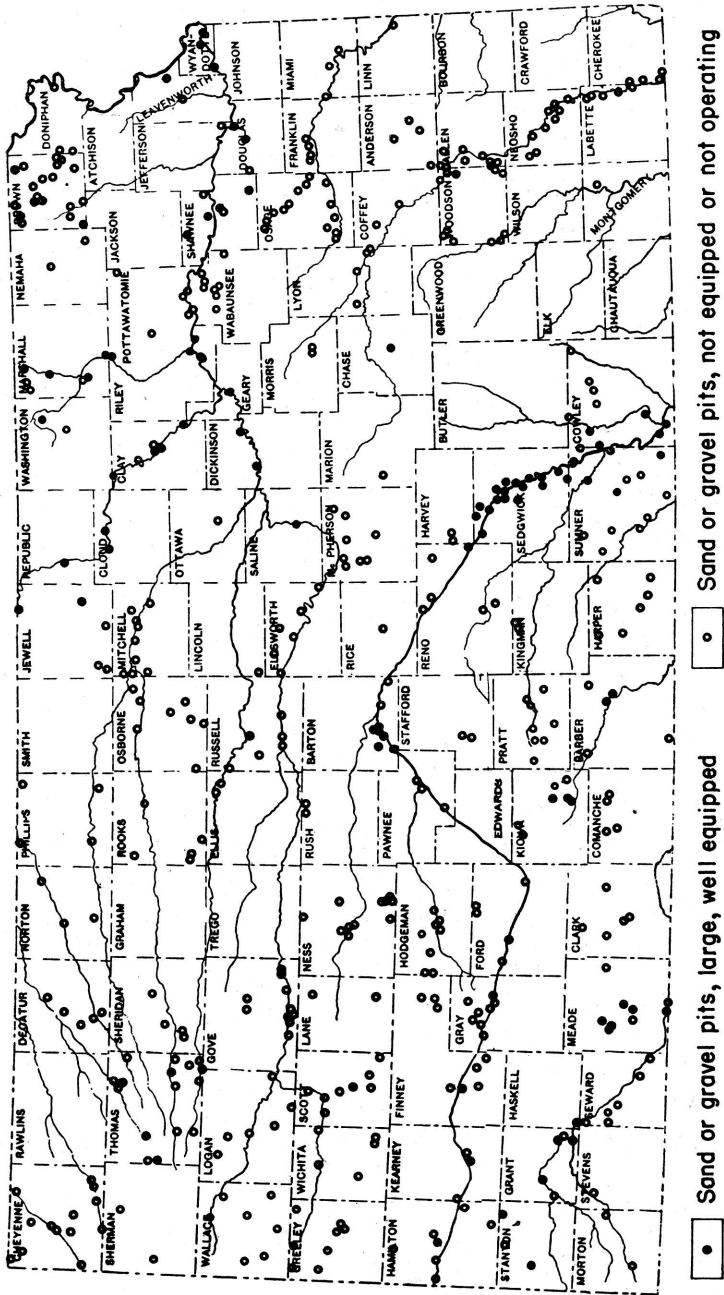 CHEYENNE
RAWLINS
DECATUR
NORTON
PHILLIPS
SMITH
JEWELL
REPUBLIC
WASHINGTON
MARSHALL
NEMAHA
BROWN
DONIPHAN
SHERMAN
THOMAS
SHERIDAN
GRAHAM
ROOKS
OSBORNE
MITCHELL
CLOUD
CLAY
RILEY
POTTAWATOMIE
JACKSON
ATCHISON
JEFFERSON
LEAVENWORTH
WYAN-
DOTTE
WALLACE
LOGAN
GOVE
TREGO
ELLIS
RUSSELL
LINCOLN
OTTAWA
SALINE
DICKINSON
GEARY
WABAUNSEE
SHAWNEE
DOUGLAS
JOHNSON
GREELEY
WICHITA
SCOTT
LANE
NESS
RUSH
BARTON
ELLSWORTH
RICE
Mc PHERSON
MARION
MORRIS
CHASE
LYON
OSAGE
FRANKLIN
MIAMI
HAMILTON
KEARNEY
FINNEY
HODGEMAN
PAWNEE
STAFFORD
RENO
HARVEY
BUTLER
GREENWOOD
COFFEY
WOODSON
ANDERSON
ALLEN
LINN
BOURBON
STANTON
GRANT
HASKELL
GRAY
FORD
EDWARDS
KIOWA
PRATT
KINGMAN
SEDGWICK
ELK
WILSON
NEOSHO
CRAWFORD
MORTON
STEVENS
SEWARD
MEADE
CLARK
COMANCHE
BARBER
HARPER
SUMNER
COWLEY
CHAUTAUQUA
MONTGOMERY
LABETTE
CHEROKEE
Sand or gravel pits, large, well equipped
Sand or gravel pits, not equipped or not operating